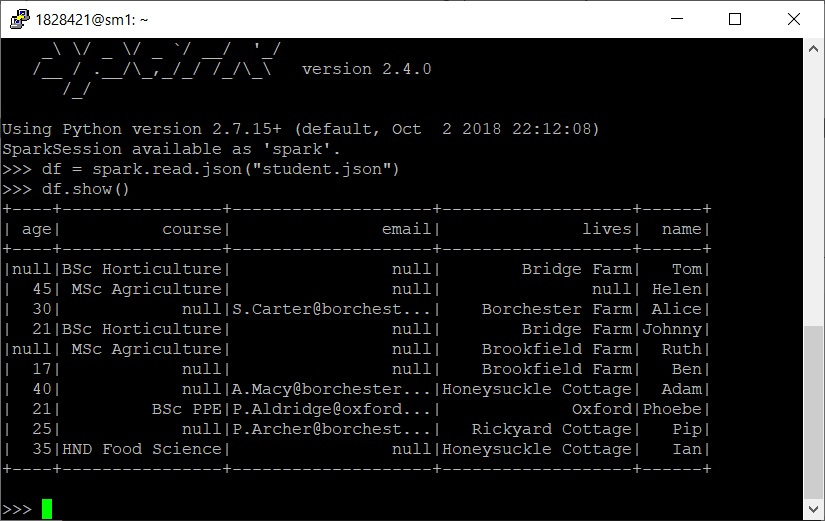 1828421@sm1: ~
   _\ \/ _ \/ _ `/ __/  '_/
  /__ / .__/\_,_/_/ /_/\_\   version 2.4.0
     /_/
Using Python version 2.7.15+ (default, Oct  2 2018 22:12:08)
SparkSession available as 'spark'.
>>> df = spark.read.json("student.json")
>>> df.show()
+----+----------------+--------------------+-------------------+-------+
| age|          course|               email|              lives|   name|
+----+----------------+--------------------+-------------------+-------+
|null|BSc Horticulture|                null|        Bridge Farm|    Tom|
|  45| MSc Agriculture|                null|               null|  Helen|
|  30|            null|S.Carter@borchest...|    Borchester Farm|  Alice|
|  21|BSc Horticulture|                null|        Bridge Farm| Johnny|
|null| MSc Agriculture|                null|    Brookfield Farm|   Ruth|
|  17|            null|                null|    Brookfield Farm|    Ben|
|  40|            null|A.Macy@borchester...|Honeysuckle Cottage|   Adam|
|  21|         BSc PPE|P.Aldridge@oxford...|             Oxford| Phoebe|
|  25|            null|P.Archer@borchest...|   Rickyard Cottage|    Pip|
|  35|HND Food Science|                null|Honeysuckle Cottage|    Ian|
+----+----------------+--------------------+-------------------+-------+
>>>